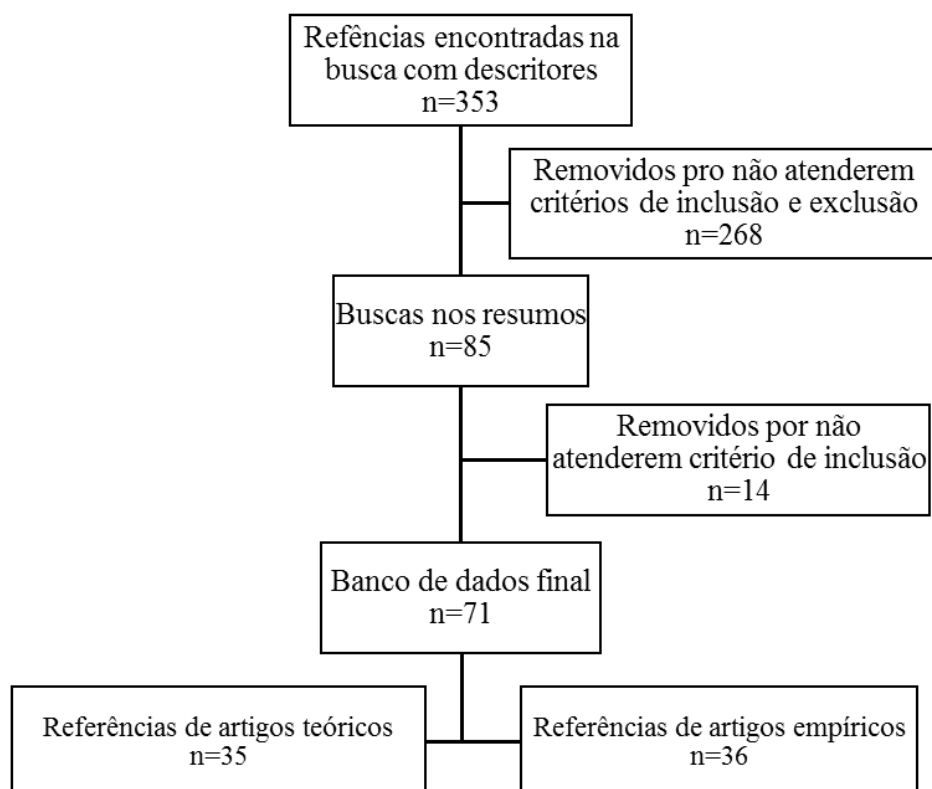 Refências encontradas na
busca com descritores
n=353
Removidos pro não atenderem
critérios de inclusão e exclusão
n=268
Buscas nos resumos
n=85
Removidos por não
atenderem critério de inclusão
n=14
Banco de dados final
n=71
Referências de artigos teóricos
n=35
Referências de artigos empíricos
n=36